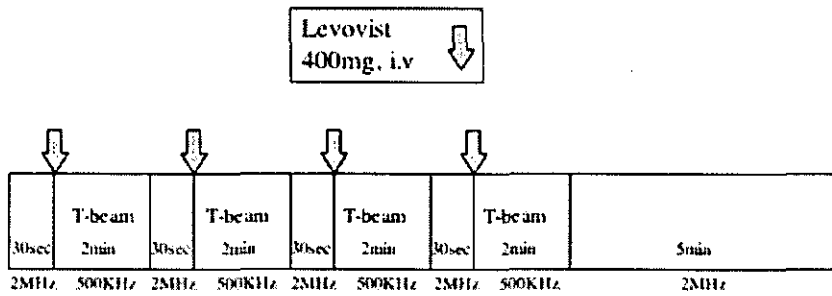 Levovist
400mg, i.v
T-beam T-beam T-beam T-beam
30sec 2min 30sec 2min 30sec 2min 30sec 2min 5min
2MHz 500KHz 2MHz 500KHz 2MHz 500KHz 2MHz 500KHz 2MHz